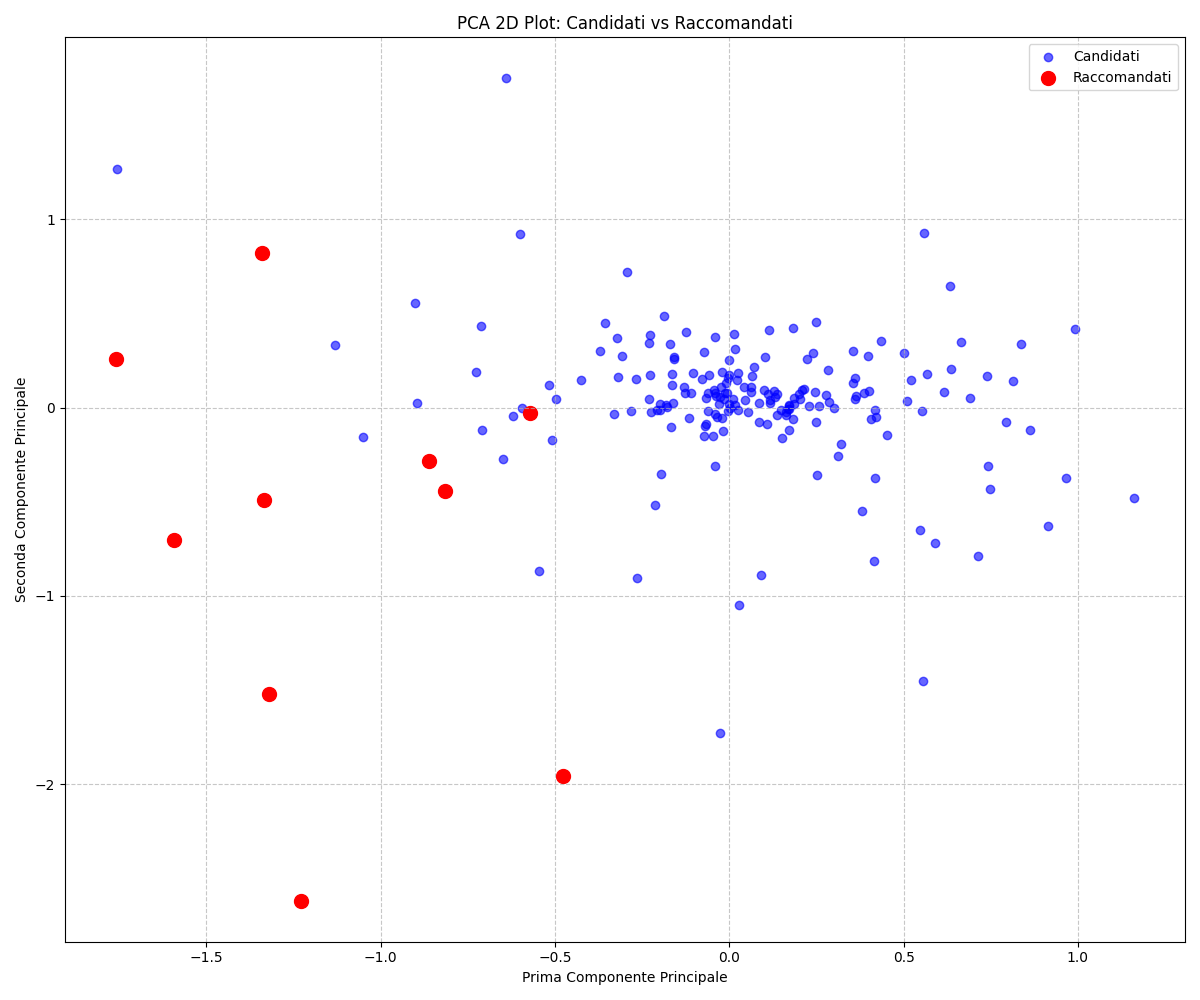 PCA 2D Plot: Candidati vs Raccomandati
Candidati
Raccomandati
Seconda Componente Principale
1
0
−1
−2
−1.5
−1.0
−0.5
0.0
0.5
1.0
Prima Componente Principale